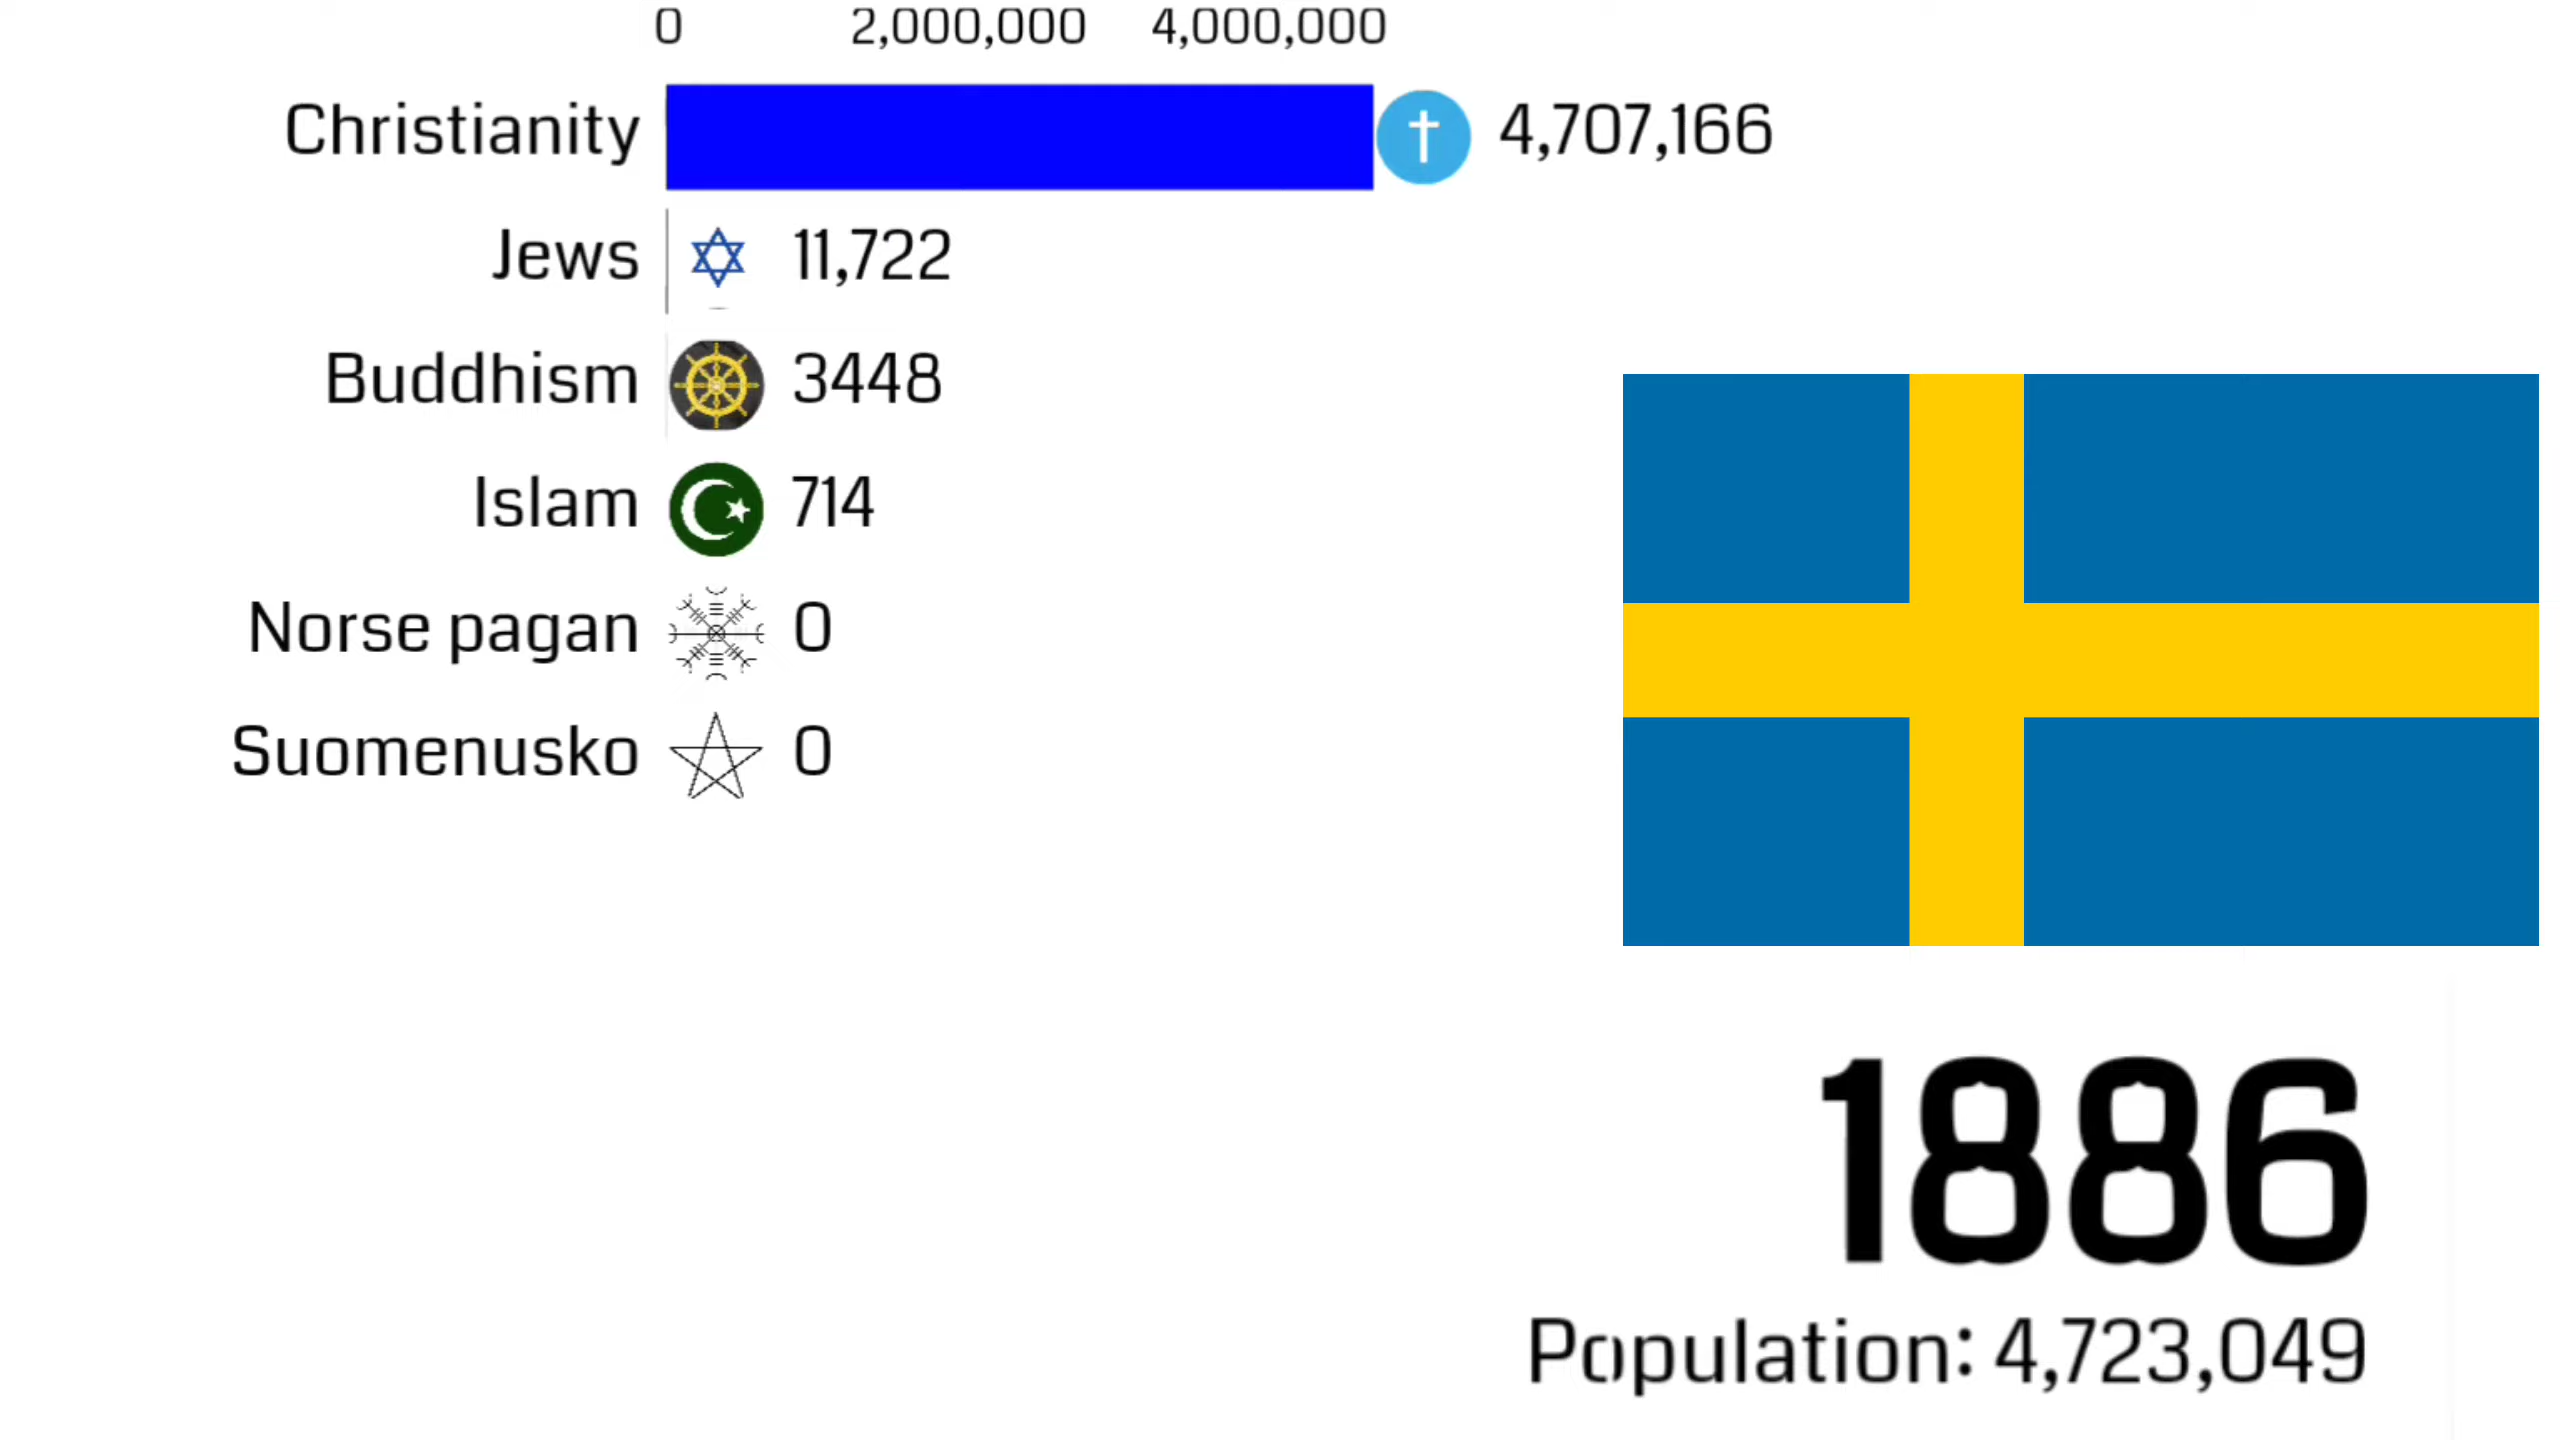 0 2,000,000 4,000,000
Christianity 4,707,166
Jews 11,722
Buddhism 3448
Islam 714
Norse pagan 0
Suomenusko 0
1886
Population: 4,723,049